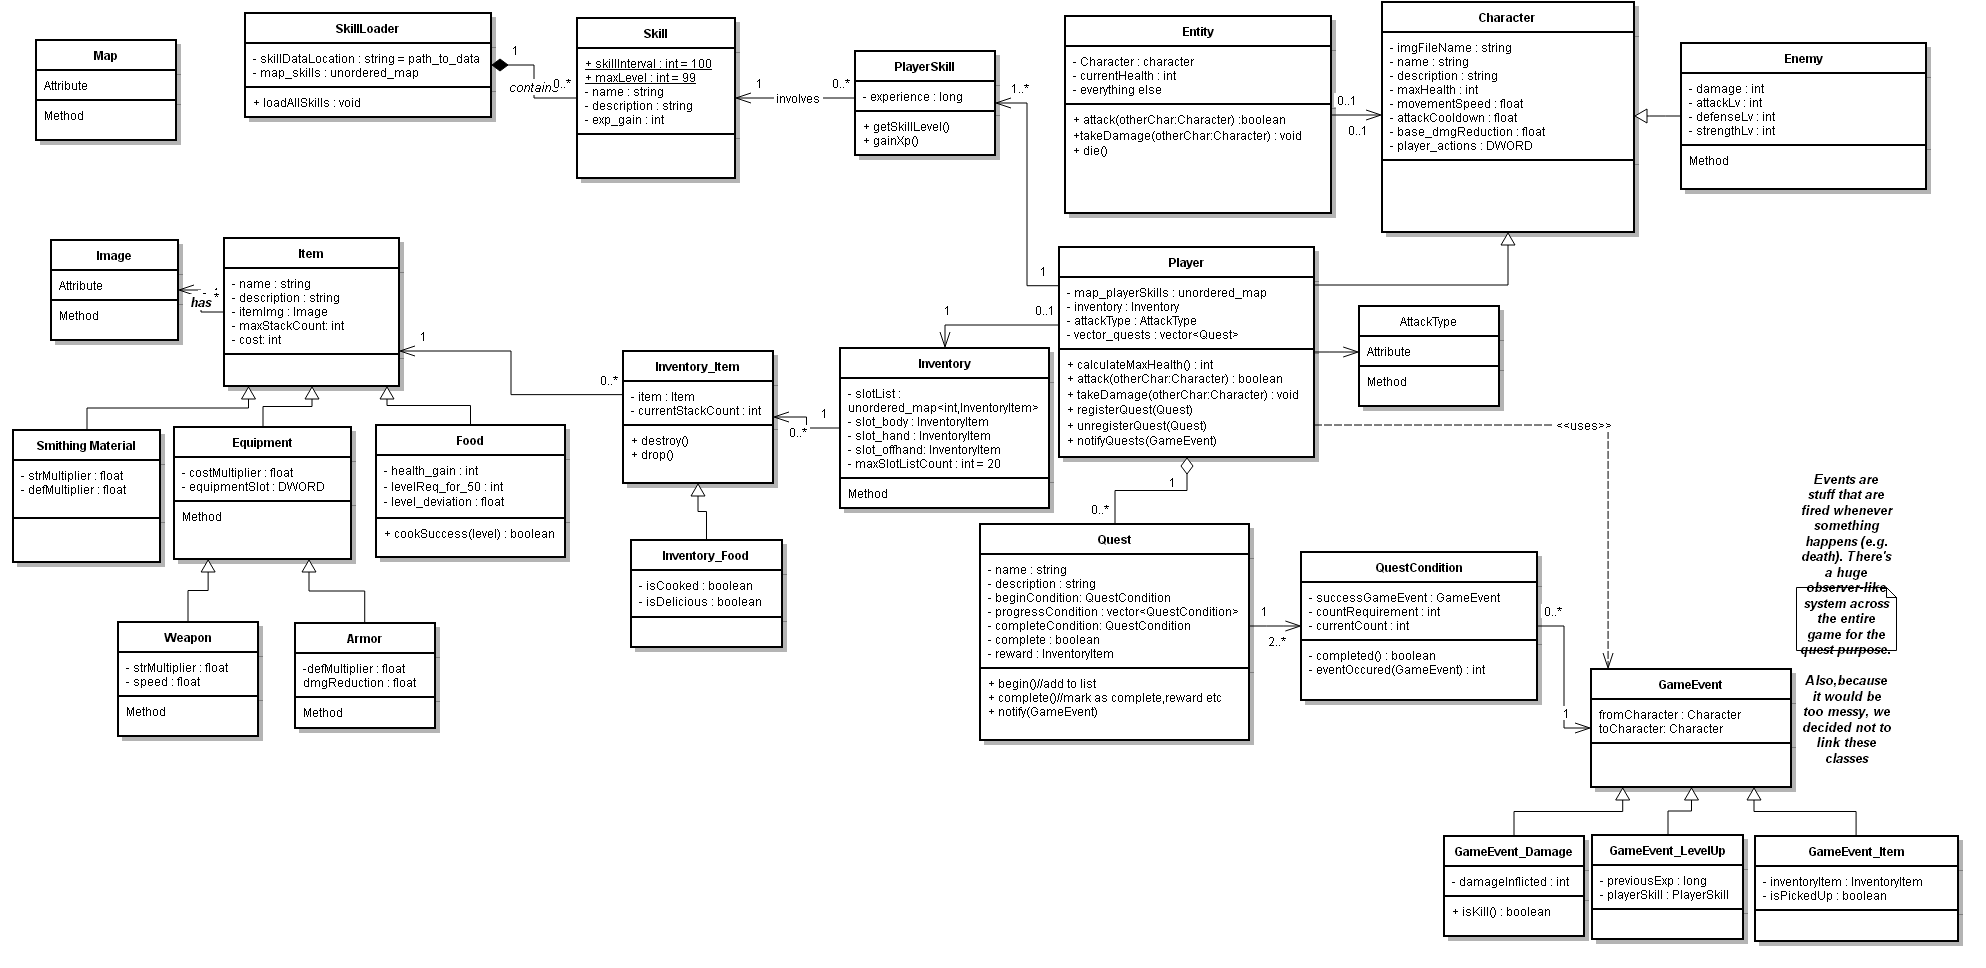 Map
Attribute
Method
SkillLoader
- skillDataLocation : string = path_to_data
- map_skills : unordered_map
+ loadAllSkills : void
1
contain
0..*
Skill
+ skillInterval : int = 100
+ maxLevel : int = 99
- name : string
- description : string
- exp_gain : int
1
involves
0..*
PlayerSkill
- experience : long
+ getSkillLevel()
+ gainXp()
1..*
Entity
- Character : character
- currentHealth : int
- everything else
+ attack(otherChar:Character) :boolean
+takeDamage(otherChar:Character) : void
+ die()
0..1
0..1
Character
- imgFileName : string
- name : string
- description : string
- maxHealth : int
- movementSpeed : float
- attackCooldown : float
- base_dmgReduction : float
- player_actions : DWORD
Enemy
- damage : int
- attackLv : int
- defenseLv : int
- strengthLv : int
Method
Image
Attribute
Method
has
*
Item
- name : string
- description : string
- itemImg : Image
- maxStackCount: int
- cost: int
1
0..*
Inventory_Item
- item : Item
- currentStackCount : int
+ destroy()
+ drop()
1
0..*
Inventory
- slotList :
unordered_map<int,InventoryItem>
- slot_body : InventoryItem
- slot_hand : InventoryItem
- slot_offhand: InventoryItem
- maxSlotListCount : int = 20
Method
1
0..1
1
Player
- map_playerSkills : unordered_map
- inventory : Inventory
- attackType : AttackType
- vector_quests : vector<Quest>
+ calculateMaxHealth() : int
+ attack(otherChar:Character) : boolean
+ takeDamage(otherChar:Character) : void
+ registerQuest(Quest)
+ unregisterQuest(Quest)
+ notifyQuests(GameEvent)
AttackType
Attribute
Method
<<uses>>
Smithing Material
- strMultiplier : float
- defMultiplier : float
Equipment
- costMultiplier : float
- equipmentSlot : DWORD
Method
Food
- health_gain : int
- levelReq_for_50 : int
- level_deviation : float
+ cookSuccess(level) : boolean
Inventory_Food
- isCooked : boolean
- isDelicious : boolean
Weapon
- strMultiplier : float
- speed : float
Method
Armor
-defMultiplier : float
dmgReduction : float
Method
1
0..*
Quest
- name : string
- description : string
- beginCondition: QuestCondition
- progressCondition : vector<QuestCondition>
- completeCondition: QuestCondition
- complete : boolean
- reward : InventoryItem
+ begin()//add to list
+ complete()//mark as complete,reward etc
+ notify(GameEvent)
1
2..*
QuestCondition
- successGameEvent : GameEvent
- countRequirement : int
- currentCount : int
- completed() : boolean
- eventOccured(GameEvent) : int
0..*
1
Events are
stuff that are
fired whenever
something
happens (e.g.
death). There's
a huge
observer-like
system across
the entire
game for the
quest purpose.
Also,because
it would be
too messy, we
decided not to
link these
classes
GameEvent
fromCharacter : Character
toCharacter: Character
GameEvent_Damage
- damageInflicted : int
+ isKill() : boolean
GameEvent_LevelUp
- previousExp : long
- playerSkill : PlayerSkill
GameEvent_Item
- inventoryItem : InventoryItem
- isPickedUp : boolean